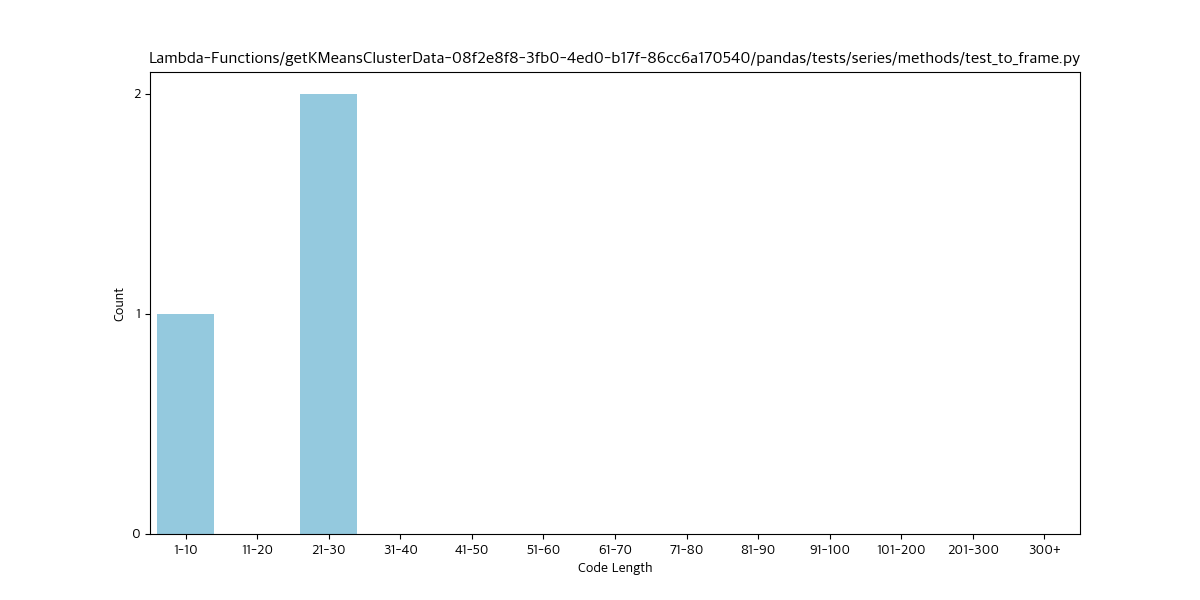 Lambda-Functions/getKMeansClusterData-08f2e8f8-3fb0-4ed0-b17f-86cc6a170540/pandas/tests/series/methods/test_to_frame.py
2
1
0
Count
1-10 11-20 21-30 31-40 41-50 51-60 61-70 71-80 81-90 91-100 101-200 201-300 300+
Code Length